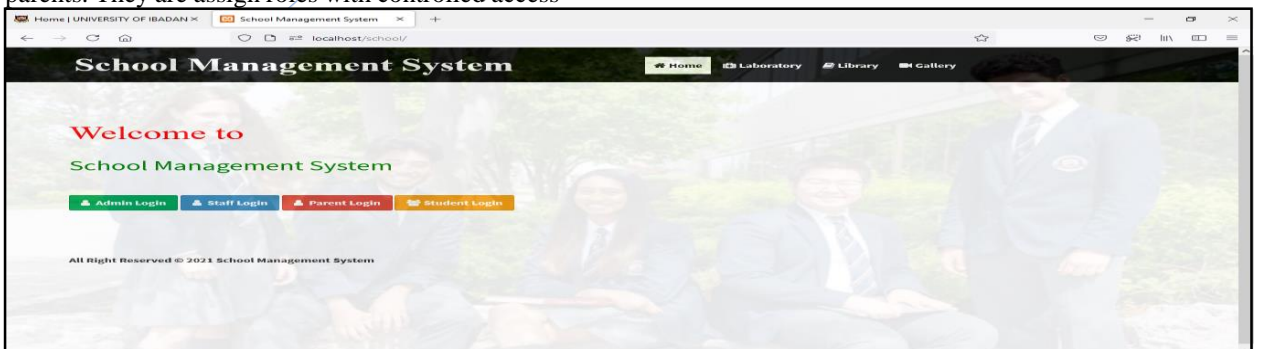 parents. They are assign roles with controlled access
Home | UNIVERSITY OF IBADAN × School Management System × +
localhost/school/
School Management System Home Laboratory Library Gallery
Welcome to
School Management System
Admin Login Staff Login Parent Login Student Login
All Right Reserved © 2021 School Management System